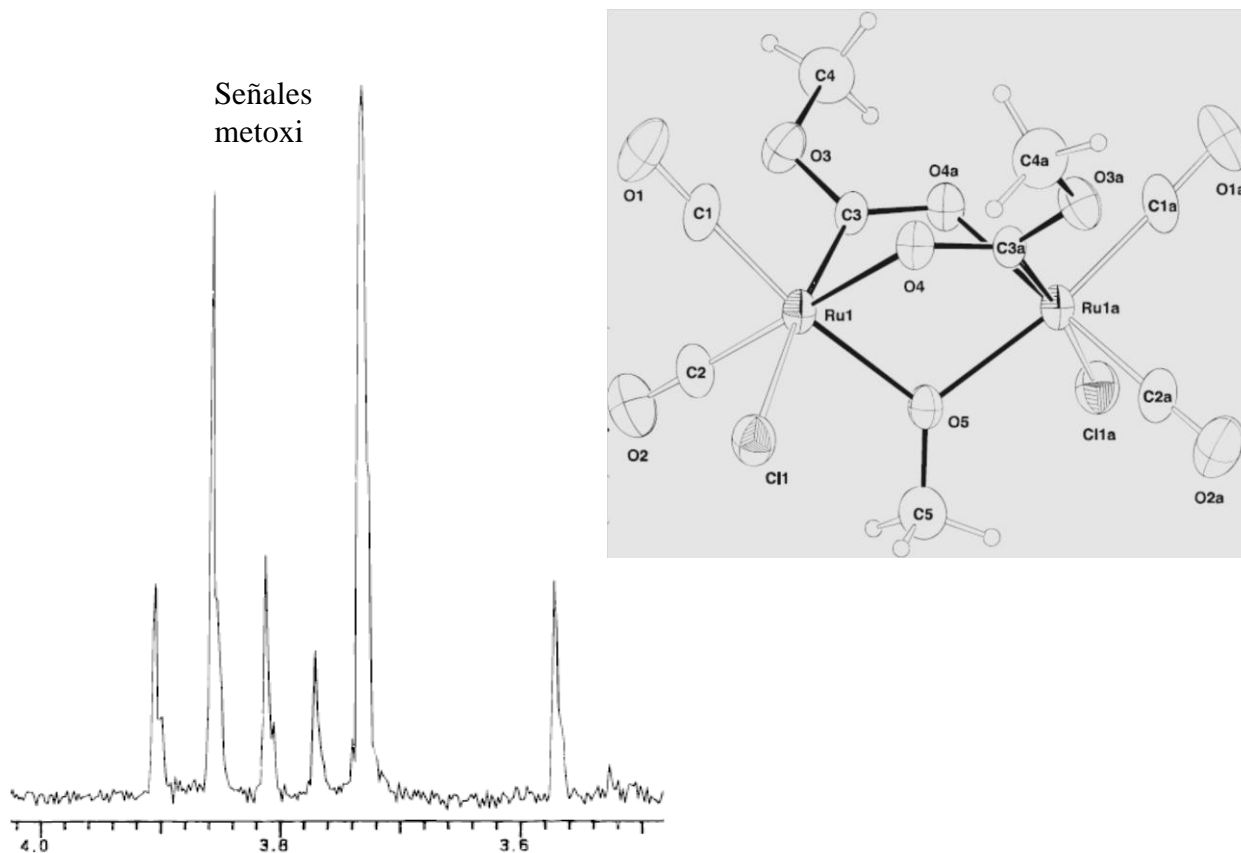 Señales
metoxi
4.0
3.8
3.6
C4
O3
C4a
O4a
O3a
O1
C1
C3
C1a
O1a
O4
C3a
Ru1
Ru1a
C2
C2a
O5
O2
Cl1
Cl1a
O2a
C5